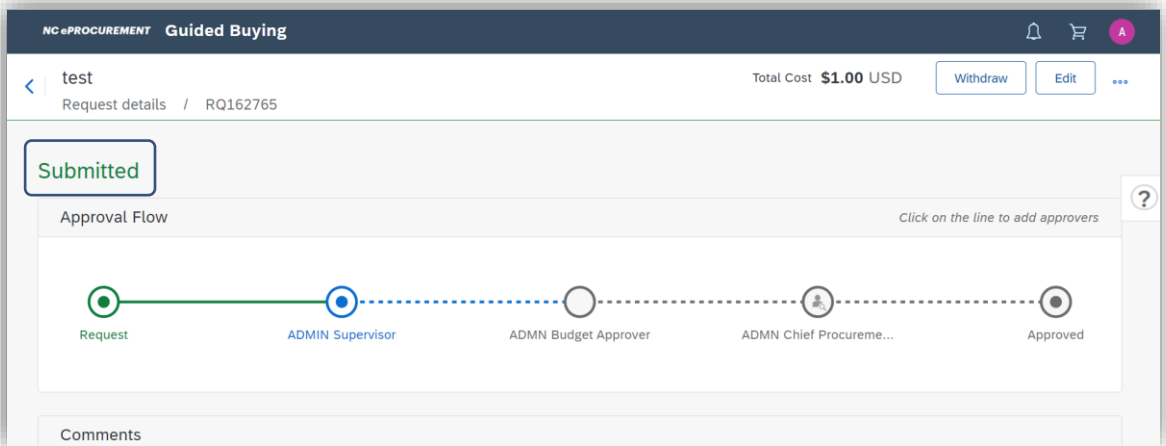 NC ePROCUREMENT Guided Buying
A
test
Total Cost $1.00 USD
Withdraw
Edit
Request details / RQ162765
Submitted
?
Approval Flow
Click on the line to add approvers
Request
ADMIN Supervisor
ADMN Budget Approver
ADMN Chief Procureme...
Approved
Comments